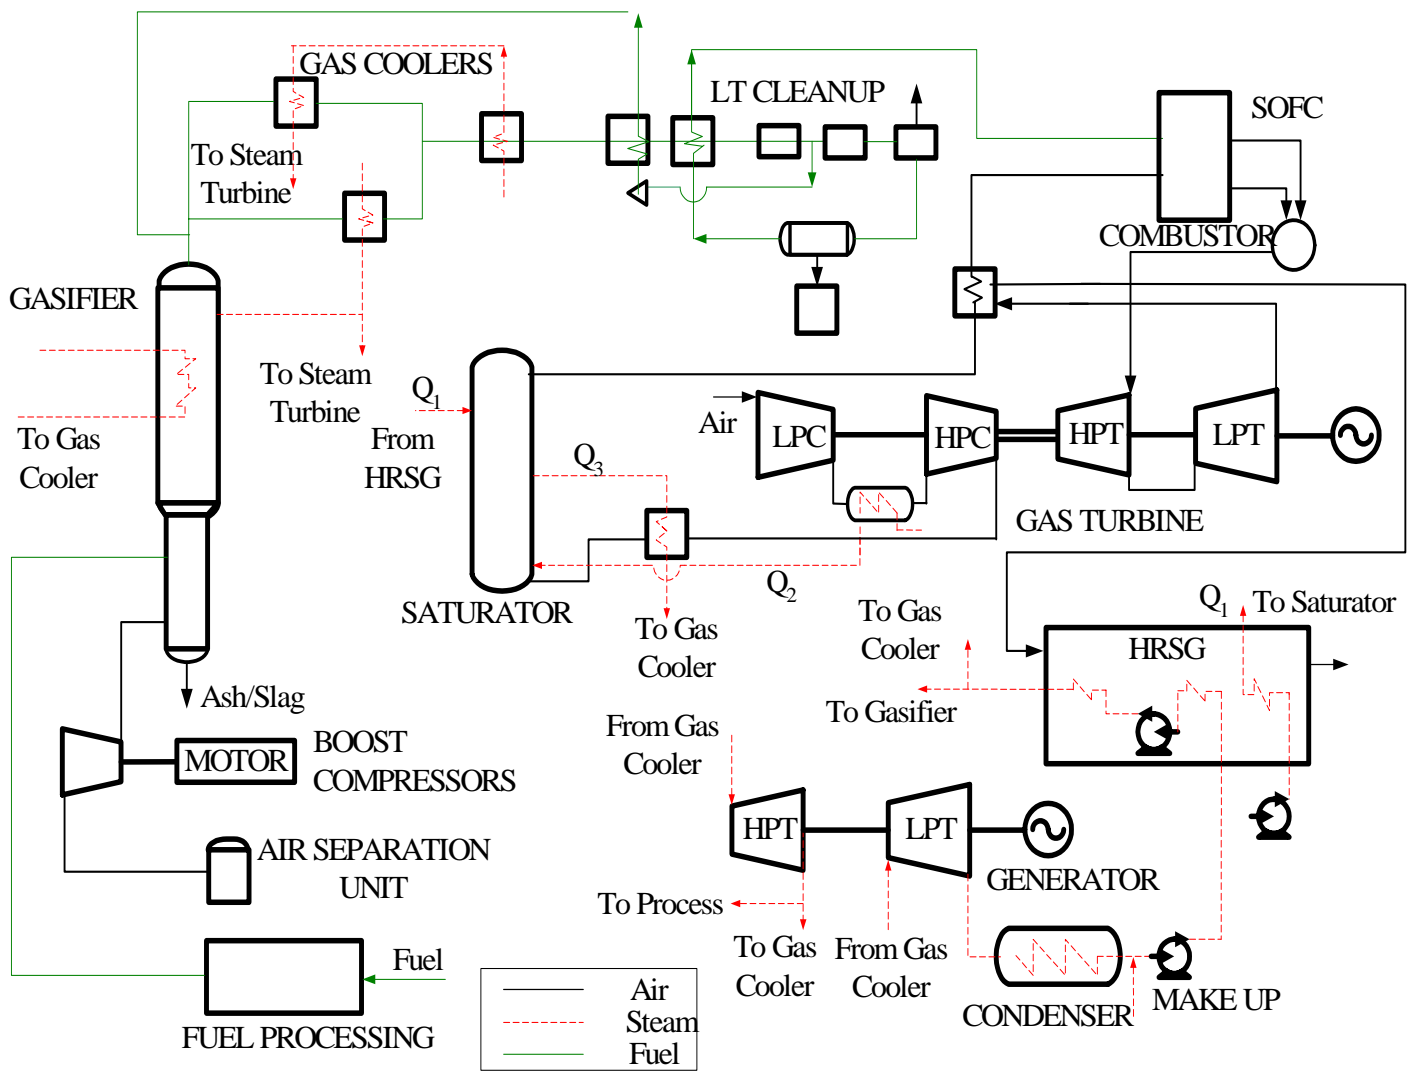 GAS COOLERS
LT CLEANUP
SOFC
To Steam
Turbine
COMBUSTOR
GASIFIER
To Steam
Turbine
Q1
From
HRSG
To Gas
Cooler
Air
LPC
HPC
HPT
LPT
Q3
GAS TURBINE
Q2
SATURATOR
To Gas
Cooler
To Gas
Cooler
Q1
To Saturator
HRSG
To Gasifier
Ash/Slag
From Gas
Cooler
MOTOR
BOOST
COMPRESSORS
HPT
LPT
AIR SEPARATION
UNIT
GENERATOR
To Process
To Gas
Cooler
From Gas
Cooler
Fuel
CONDENSER
MAKE UP
FUEL PROCESSING
Air
Steam
Fuel